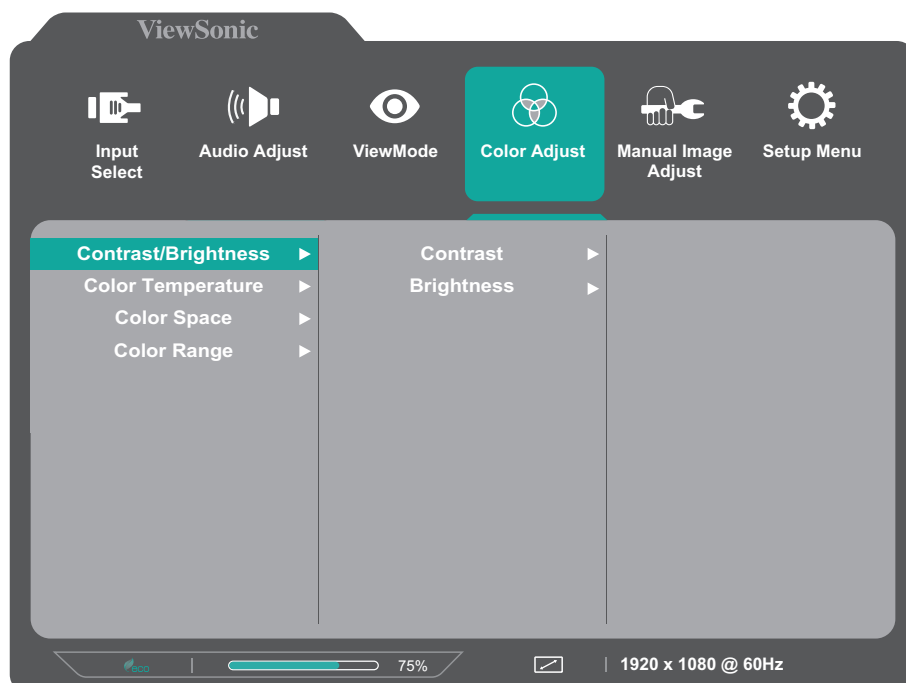 ViewSonic
Input
Select
Audio Adjust
ViewMode
Color Adjust
Manual Image
Adjust
Setup Menu
Contrast/Brightness
Color Temperature
Color Space
Color Range
Contrast
Brightness
eco
75%
1920 x 1080 @ 60Hz